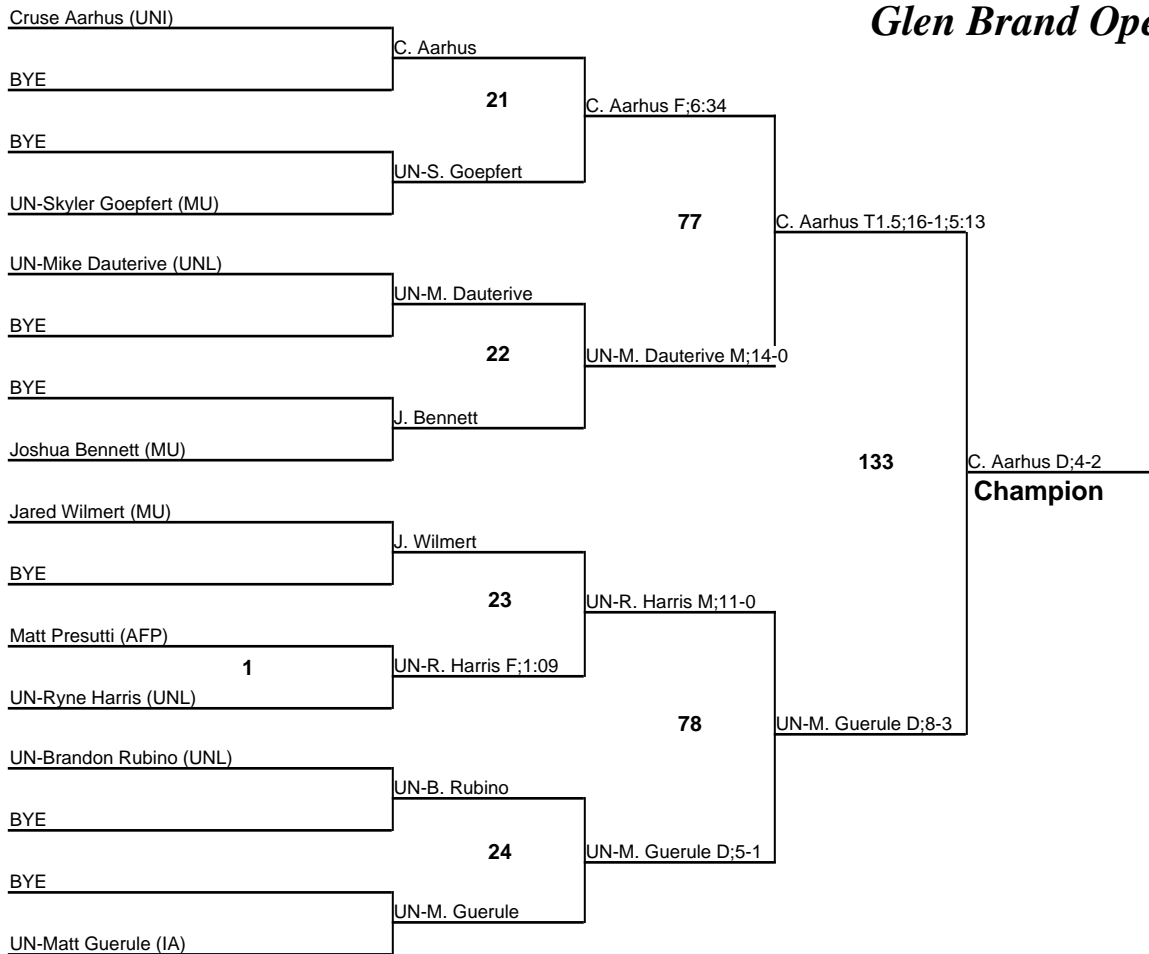 Glen Brand Ope
Cruse Aarhus (UNI)
C. Aarhus
BYE
21
C. Aarhus F;6:34
BYE
UN-S. Goepfert
UN-Skyler Goepfert (MU)
77
C. Aarhus T1.5;16-1;5:13
UN-Mike Dauterive (UNL)
UN-M. Dauterive
BYE
22
UN-M. Dauterive M;14-0
BYE
J. Bennett
Joshua Bennett (MU)
133
C. Aarhus D;4-2
Champion
Jared Wilmert (MU)
J. Wilmert
BYE
23
UN-R. Harris M;11-0
Matt Presutti (AFP)
1
UN-R. Harris F;1:09
UN-Ryne Harris (UNL)
78
UN-M. Guerule D;8-3
UN-Brandon Rubino (UNL)
UN-B. Rubino
BYE
24
UN-M. Guerule D;5-1
BYE
UN-M. Guerule
UN-Matt Guerule (IA)